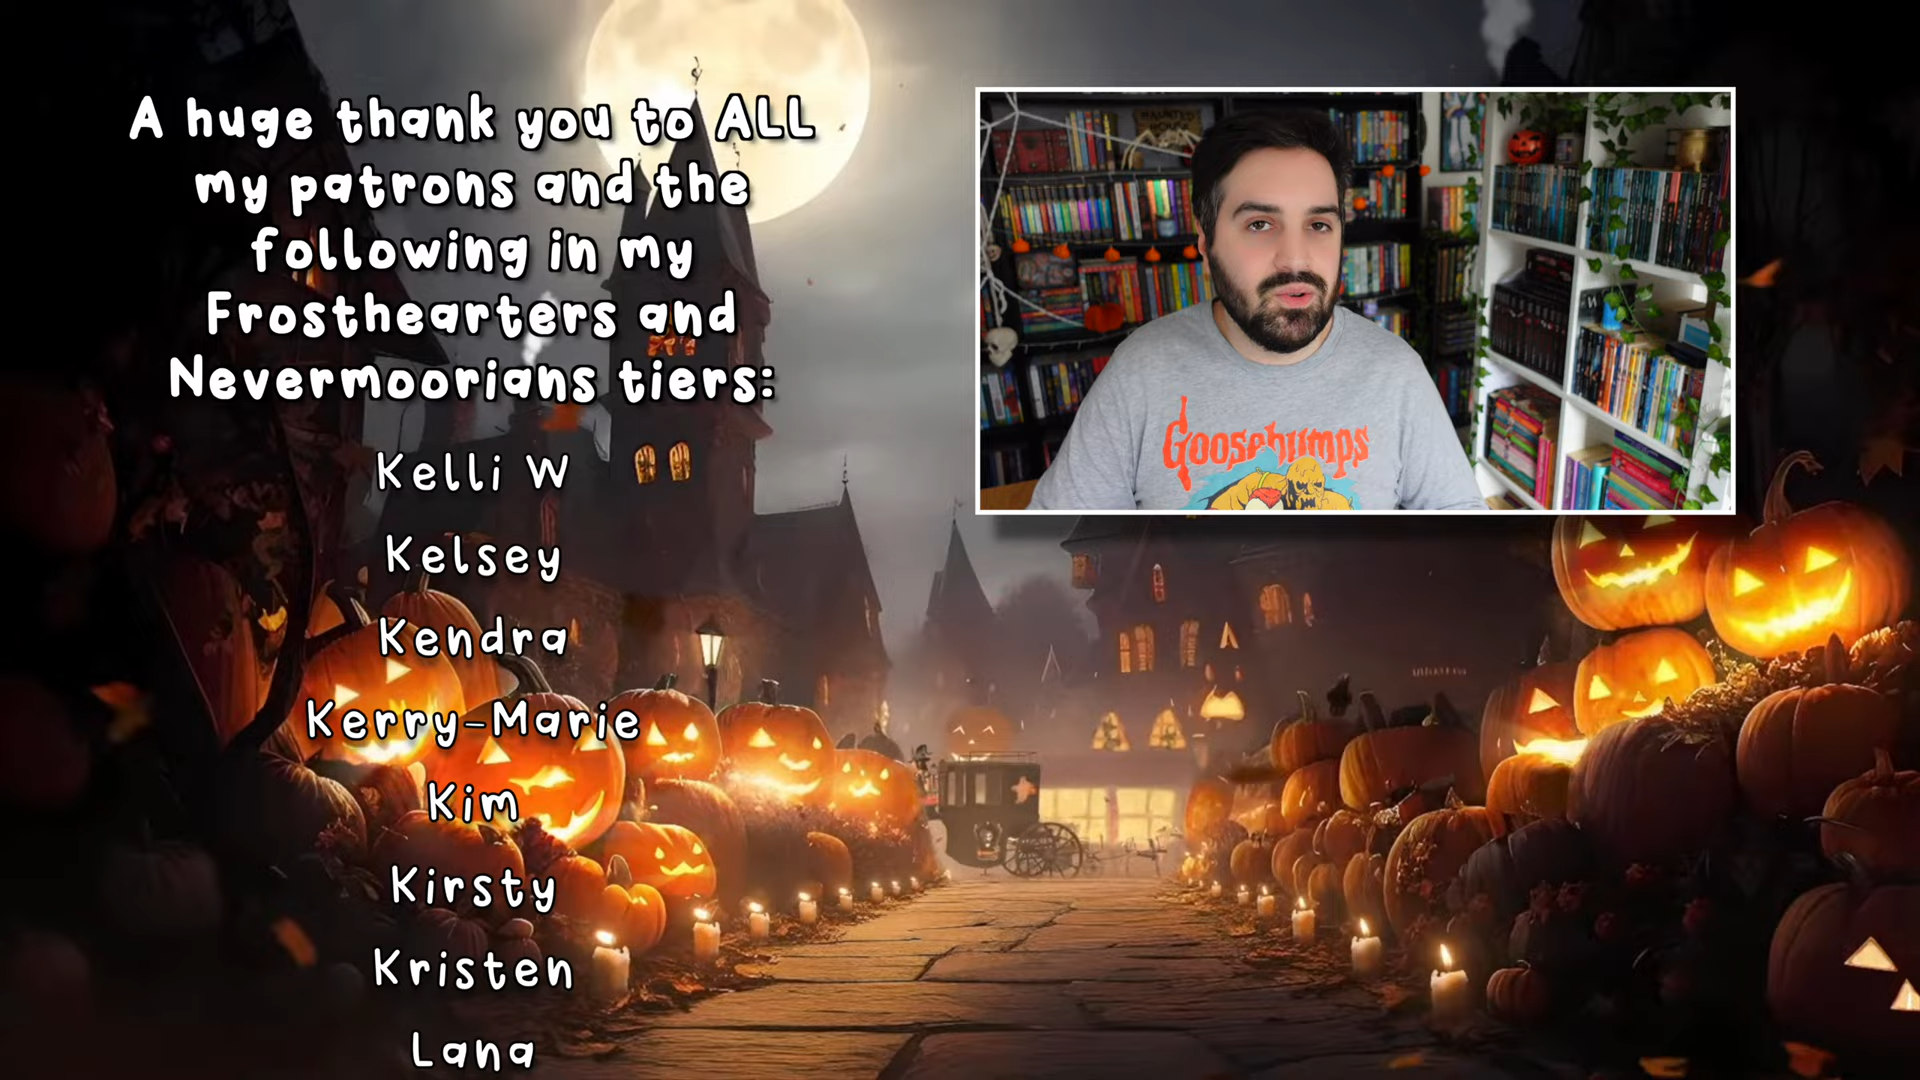 A huge thank you to ALL
my patrons and the
following in my
Frosthearters and
Nevermoorians tiers:
Kelli W
Kelsey
Kendra
Kerry-Marie
Kim
Kirsty
Kristen
Lana
HAUNTED
Goosebumps